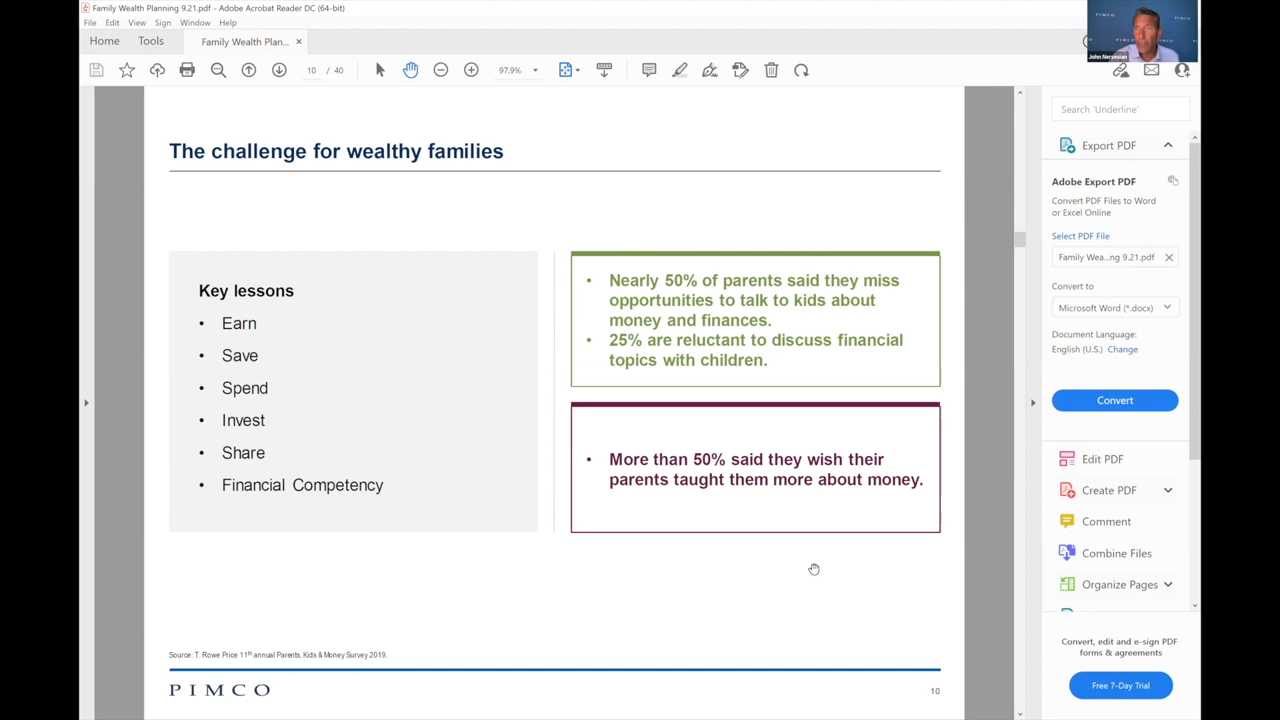 Family Wealth Planning 9.21.pdf - Adobe Acrobat Reader DC (64-bit)
File Edit View Sign Window Help
Home Tools Family Wealth Plan... ×
10 / 40 97.9%
PIMCO
John Nersesian
The challenge for wealthy families
Key lessons
• Earn
• Save
• Spend
• Invest
• Share
• Financial Competency
• Nearly 50% of parents said they miss
opportunities to talk to kids about
money and finances.
• 25% are reluctant to discuss financial
topics with children.
• More than 50% said they wish their
parents taught them more about money.
Source: T. Rowe Price 11th annual Parents, Kids & Money Survey 2019.
PIMCO
10
Search 'Underline'
Export PDF
Adobe Export PDF
Convert PDF Files to Word
or Excel Online
Select PDF File
Family Wea...ng 9.21.pdf
Convert to
Microsoft Word (*.docx)
Document Language:
English (U.S.) Change
Convert
Edit PDF
Create PDF
Comment
Combine Files
Organize Pages
Convert, edit and e-sign PDF
forms & agreements
Free 7-Day Trial